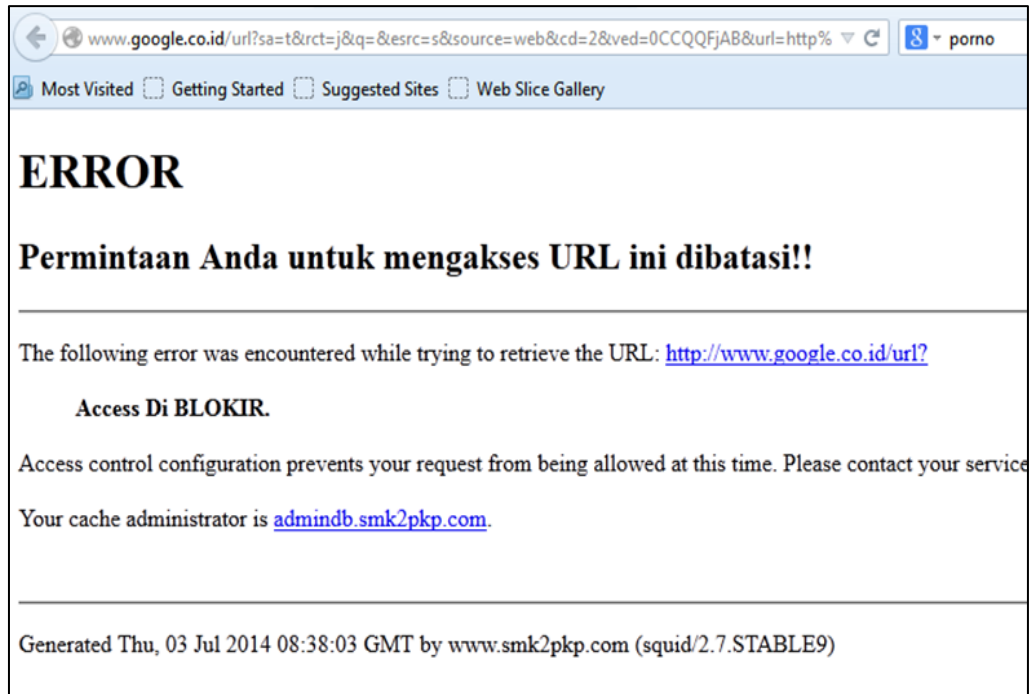 www.google.co.id/url?sa=t&rct=j&q=&esrc=s&source=web&cd=2&ved=0CCQQFjAB&url=http% porno
Most Visited Getting Started Suggested Sites Web Slice Gallery
ERROR
Permintaan Anda untuk mengakses URL ini dibatasi!!
The following error was encountered while trying to retrieve the URL: http://www.google.co.id/url?
Access Di BLOKIR.
Access control configuration prevents your request from being allowed at this time. Please contact your service
Your cache administrator is admindb.smk2pkp.com.
Generated Thu, 03 Jul 2014 08:38:03 GMT by www.smk2pkp.com (squid/2.7.STABLE9)